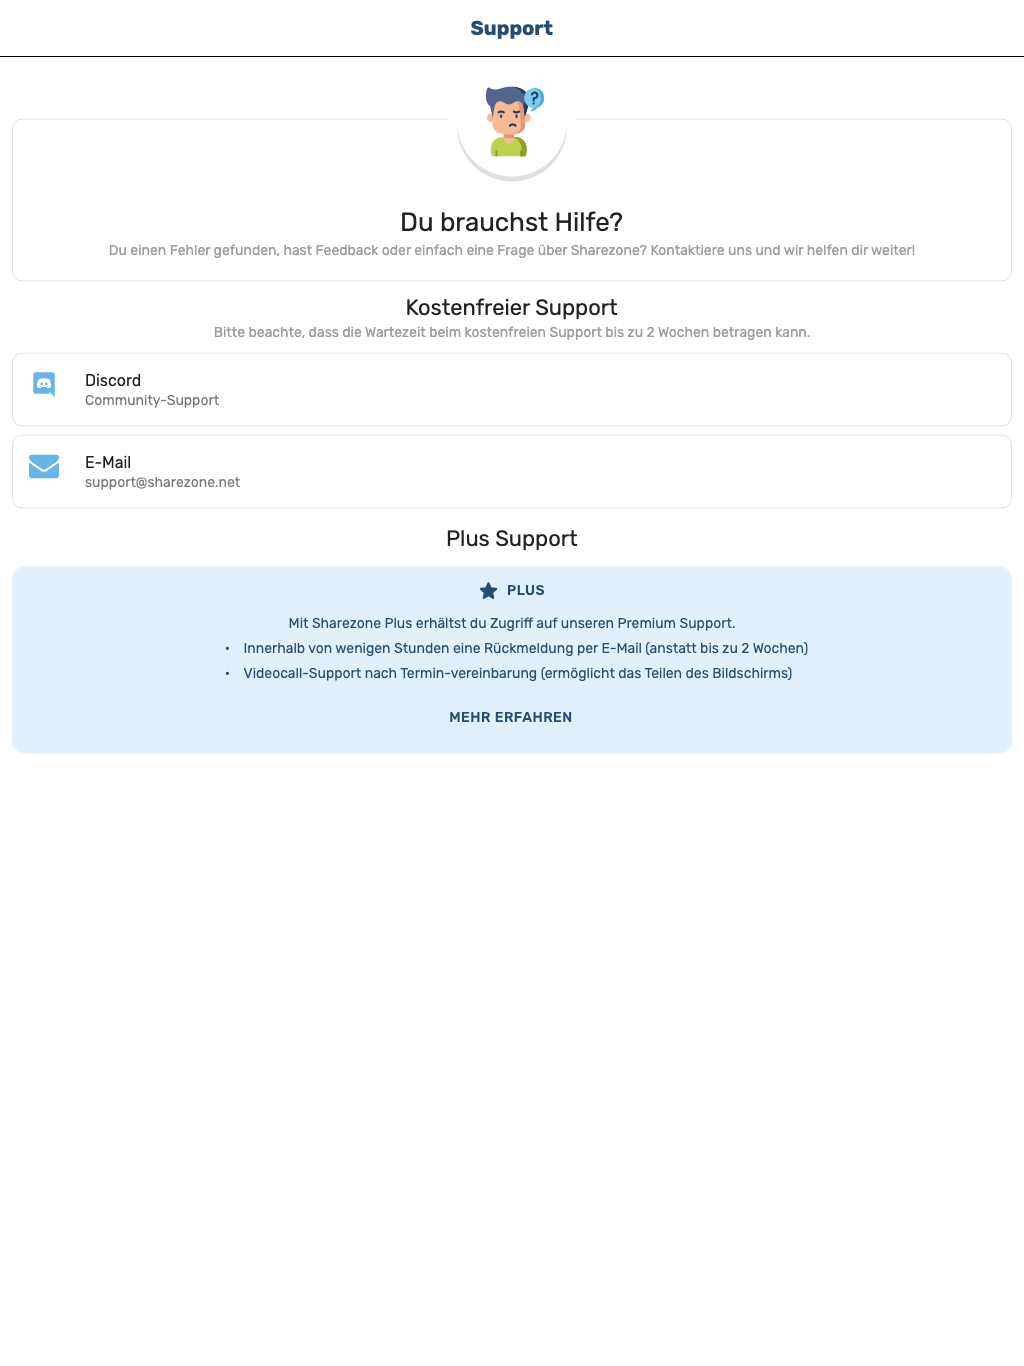 Support
?
Du brauchst Hilfe?
Du einen Fehler gefunden, hast Feedback oder einfach eine Frage über Sharezone? Kontaktiere uns und wir helfen dir weiter!
Kostenfreier Support
Bitte beachte, dass die Wartezeit beim kostenfreien Support bis zu 2 Wochen betragen kann.
Discord
Community-Support
E-Mail
support@sharezone.net
Plus Support
PLUS
Mit Sharezone Plus erhältst du Zugriff auf unseren Premium Support.
• Innerhalb von wenigen Stunden eine Rückmeldung per E-Mail (anstatt bis zu 2 Wochen)
• Videocall-Support nach Termin-vereinbarung (ermöglicht das Teilen des Bildschirms)
MEHR ERFAHREN